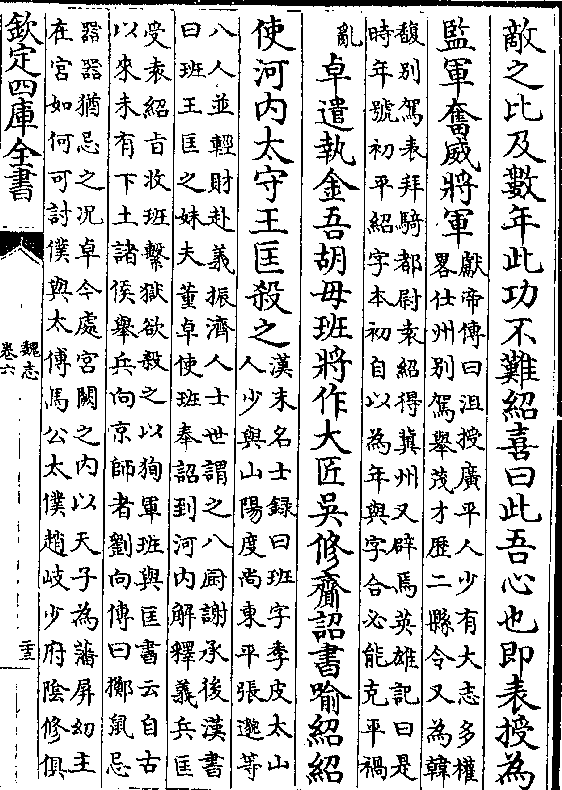 敵之比及數年此功不難紹喜曰此吾心也即表授為
監軍奮威將軍
獻帝傳曰沮授廣平人少有大志多權
畧仕州別駕舉茂才歷二縣令又為韓
馥別駕表拜騎都尉袁紹得冀州又辟焉英雄記曰是
時年號初平紹字本初自以為年與字合必能克平禍
亂
卓遣執金吾胡母班將作大匠吳修齎詔書喻紹紹
使河內太守王匡殺之
漢末名士録曰班字季皮太山
人少與山陽度尚東平張邈等
八人並輕財赴義振濟人士世謂之八厨謝承後漢書
曰班王匡之妹夫董卓使班奉詔到河內解釋義兵匡
受袁紹㫖收班繫獄欲殺之以狥軍班與匡書云自古
以來未有下土諸侯舉兵向京師者劉向傳曰擲䑕忌
器器猶忌之况卓今處宮闕之內以天子為藩屏幼主
在宮如何可討僕與太傅馬公太僕趙岐少府陰修俱
欽定四庫全書
魏志
卷六